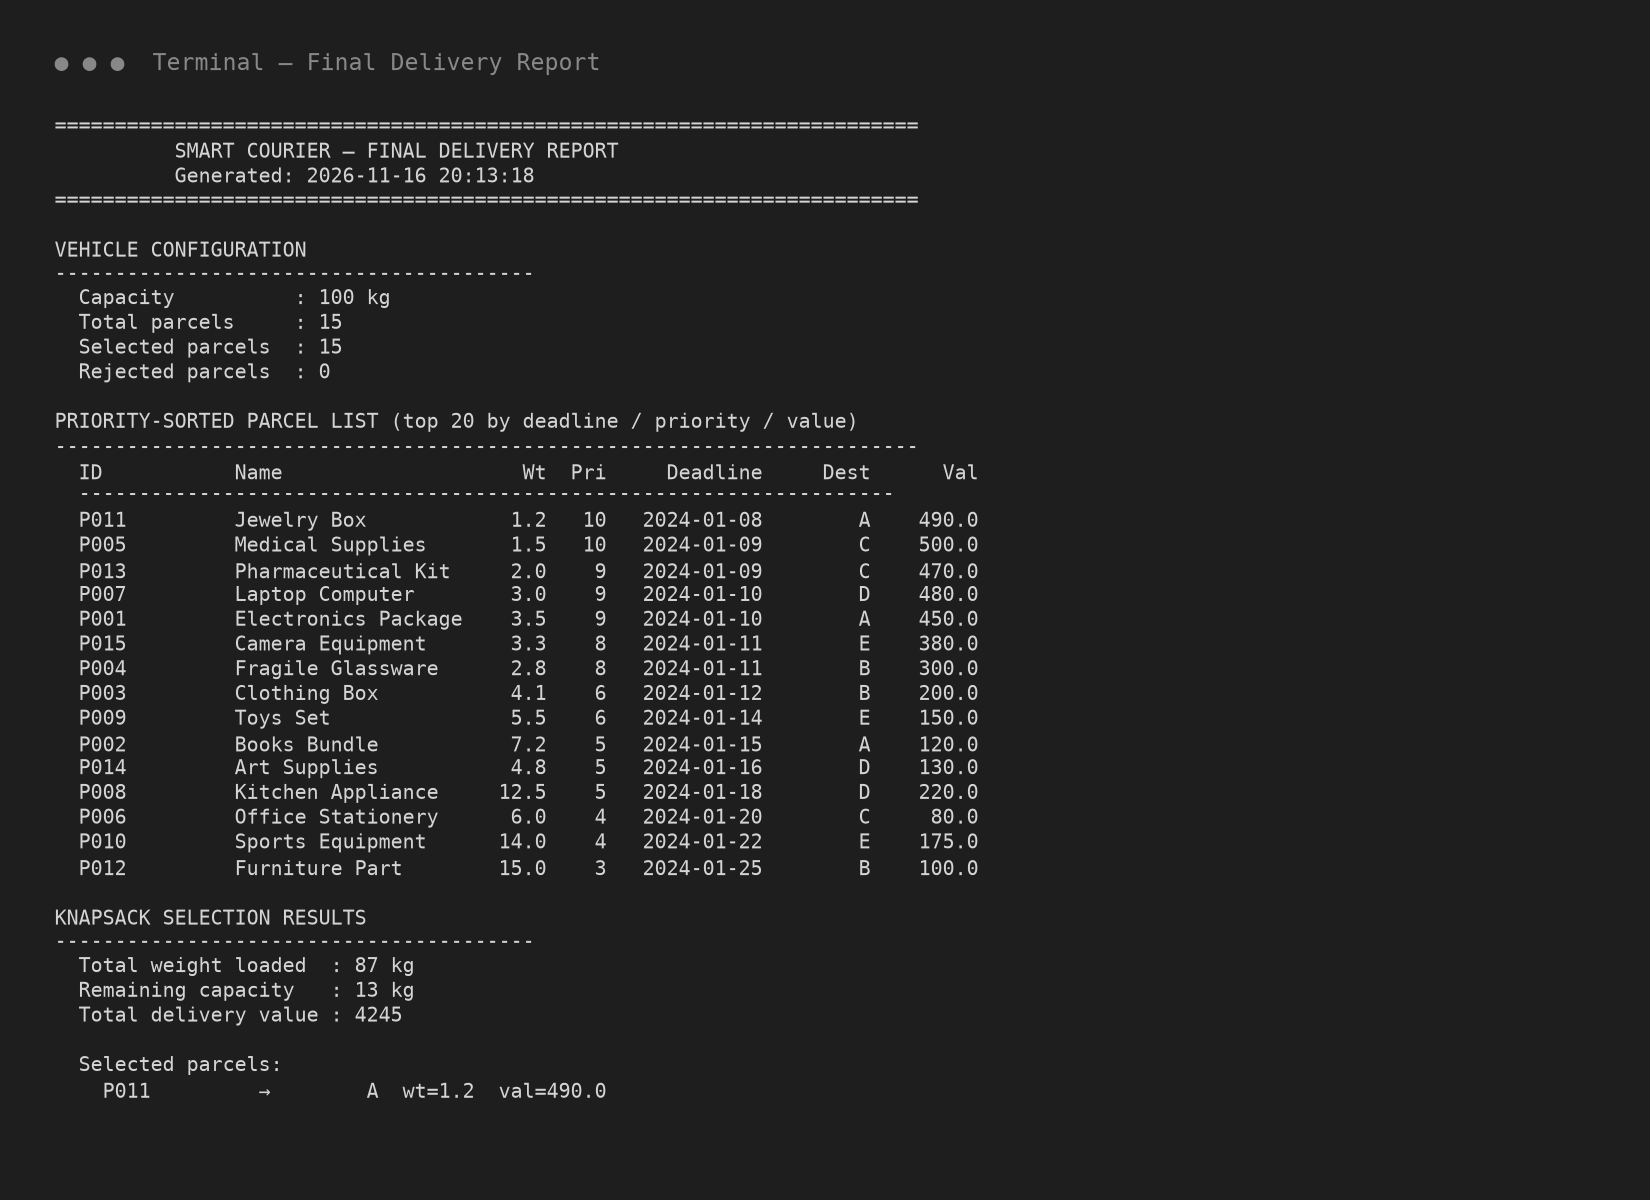 ● ● ●  Terminal — Final Delivery Report
========================================================================
          SMART COURIER — FINAL DELIVERY REPORT
          Generated: 2026-11-16 20:13:18
========================================================================
VEHICLE CONFIGURATION
----------------------------------------
  Capacity          : 100 kg
  Total parcels     : 15
  Selected parcels  : 15
  Rejected parcels  : 0
PRIORITY-SORTED PARCEL LIST (top 20 by deadline / priority / value)
------------------------------------------------------------------------
  ID           Name                    Wt  Pri     Deadline     Dest      Val
  --------------------------------------------------------------------
  P011         Jewelry Box            1.2   10   2024-01-08        A    490.0
  P005         Medical Supplies       1.5   10   2024-01-09        C    500.0
  P013         Pharmaceutical Kit     2.0    9   2024-01-09        C    470.0
  P007         Laptop Computer        3.0    9   2024-01-10        D    480.0
  P001         Electronics Package    3.5    9   2024-01-10        A    450.0
  P015         Camera Equipment       3.3    8   2024-01-11        E    380.0
  P004         Fragile Glassware      2.8    8   2024-01-11        B    300.0
  P003         Clothing Box           4.1    6   2024-01-12        B    200.0
  P009         Toys Set               5.5    6   2024-01-14        E    150.0
  P002         Books Bundle           7.2    5   2024-01-15        A    120.0
  P014         Art Supplies           4.8    5   2024-01-16        D    130.0
  P008         Kitchen Appliance     12.5    5   2024-01-18        D    220.0
  P006         Office Stationery      6.0    4   2024-01-20        C     80.0
  P010         Sports Equipment      14.0    4   2024-01-22        E    175.0
  P012         Furniture Part        15.0    3   2024-01-25        B    100.0
KNAPSACK SELECTION RESULTS
----------------------------------------
  Total weight loaded  : 87 kg
  Remaining capacity   : 13 kg
  Total delivery value : 4245
  Selected parcels:
    P011         →        A  wt=1.2  val=490.0